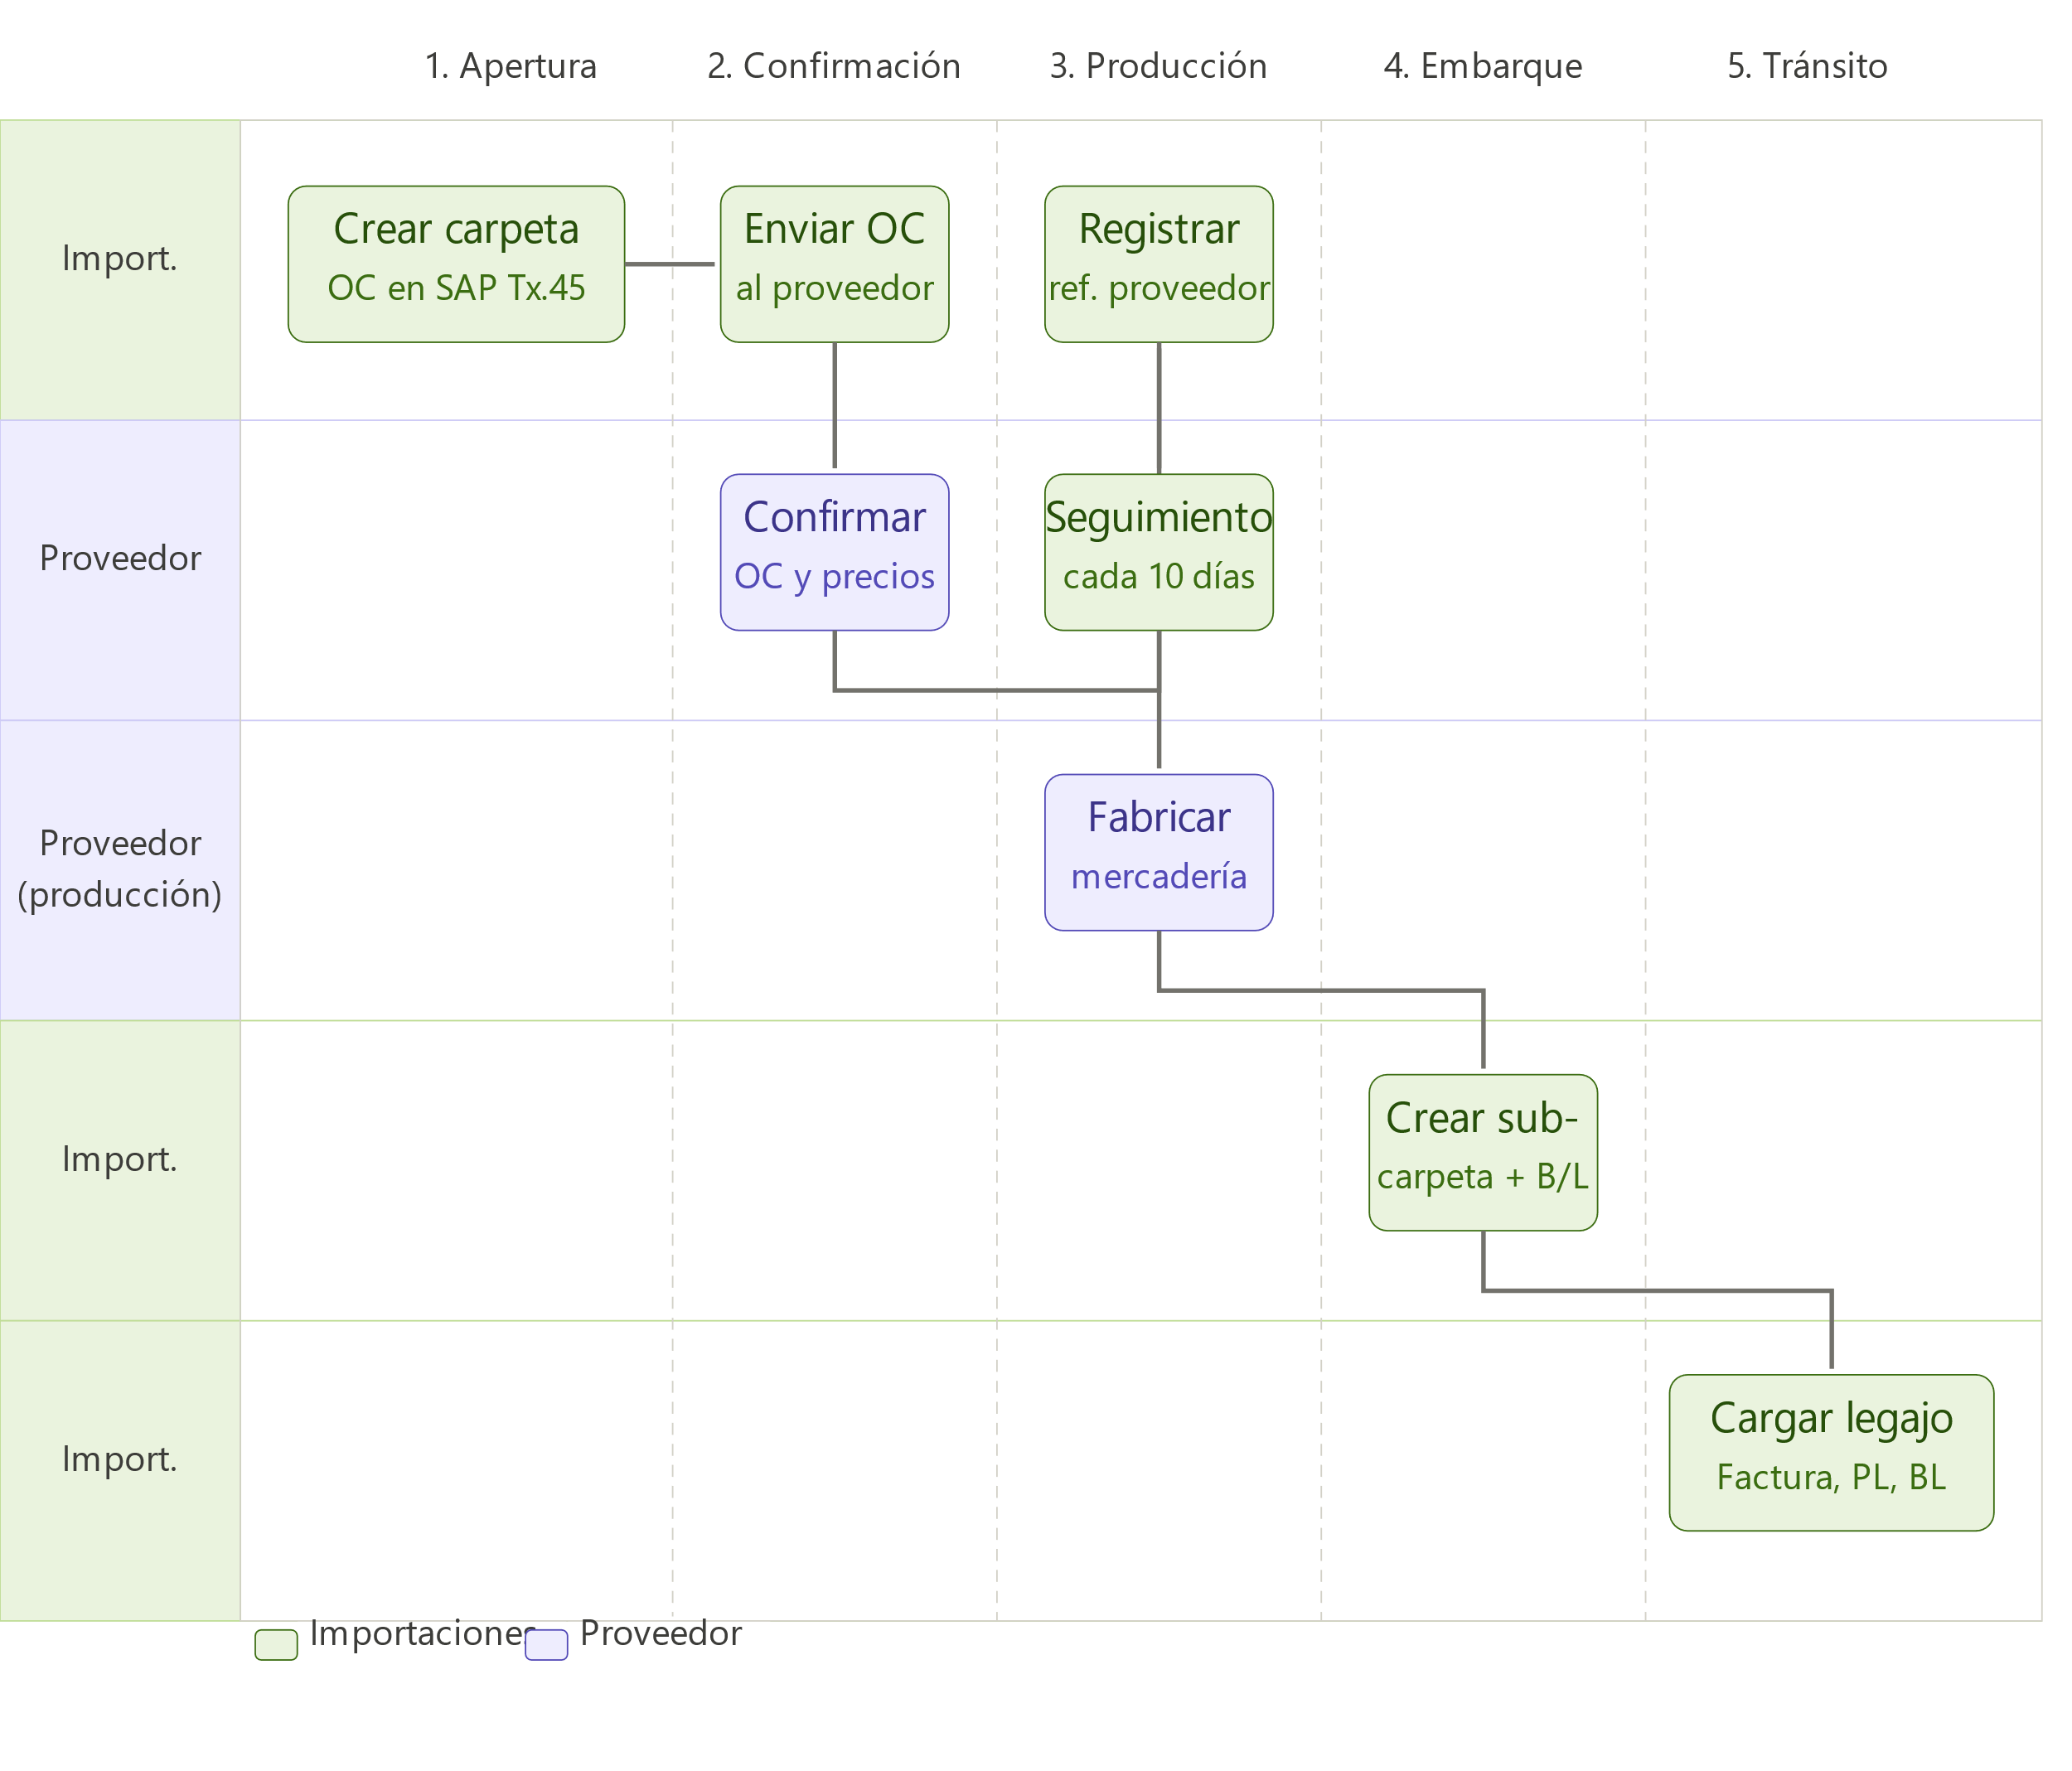 1. Apertura
2. Confirmación
3. Producción
4. Embarque
5. Tránsito
Import.
Crear carpeta
OC en SAP Tx.45
Enviar OC
al proveedor
Registrar
ref. proveedor
Proveedor
Confirmar
OC y precios
Seguimiento
cada 10 días
Proveedor
(producción)
Fabricar
mercadería
Import.
Crear sub-
carpeta + B/L
Import.
Cargar legajo
Factura, PL, BL
Importaciones
Proveedor